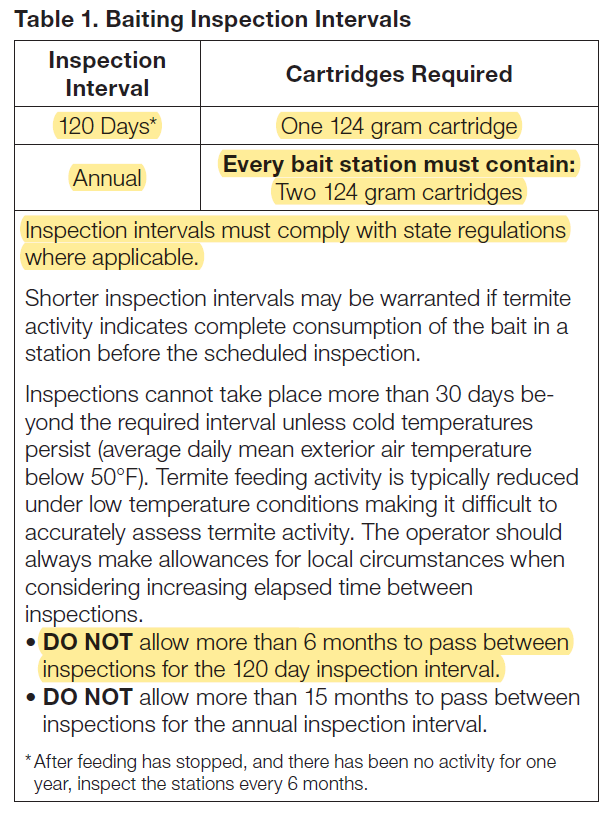 Table 1. Baiting Inspection Intervals
Inspection
Interval
Cartridges Required
120 Days*
One 124 gram cartridge
Annual
Every bait station must contain:
Two 124 gram cartridges
Inspection intervals must comply with state regulations
where applicable.
Shorter inspection intervals may be warranted if termite
activity indicates complete consumption of the bait in a
station before the scheduled inspection.
Inspections cannot take place more than 30 days be-
yond the required interval unless cold temperatures
persist (average daily mean exterior air temperature
below 50°F). Termite feeding activity is typically reduced
under low temperature conditions making it difficult to
accurately assess termite activity. The operator should
always make allowances for local circumstances when
considering increasing elapsed time between
inspections.
• DO NOT allow more than 6 months to pass between
inspections for the 120 day inspection interval.
• DO NOT allow more than 15 months to pass between
inspections for the annual inspection interval.
*After feeding has stopped, and there has been no activity for one
year, inspect the stations every 6 months.